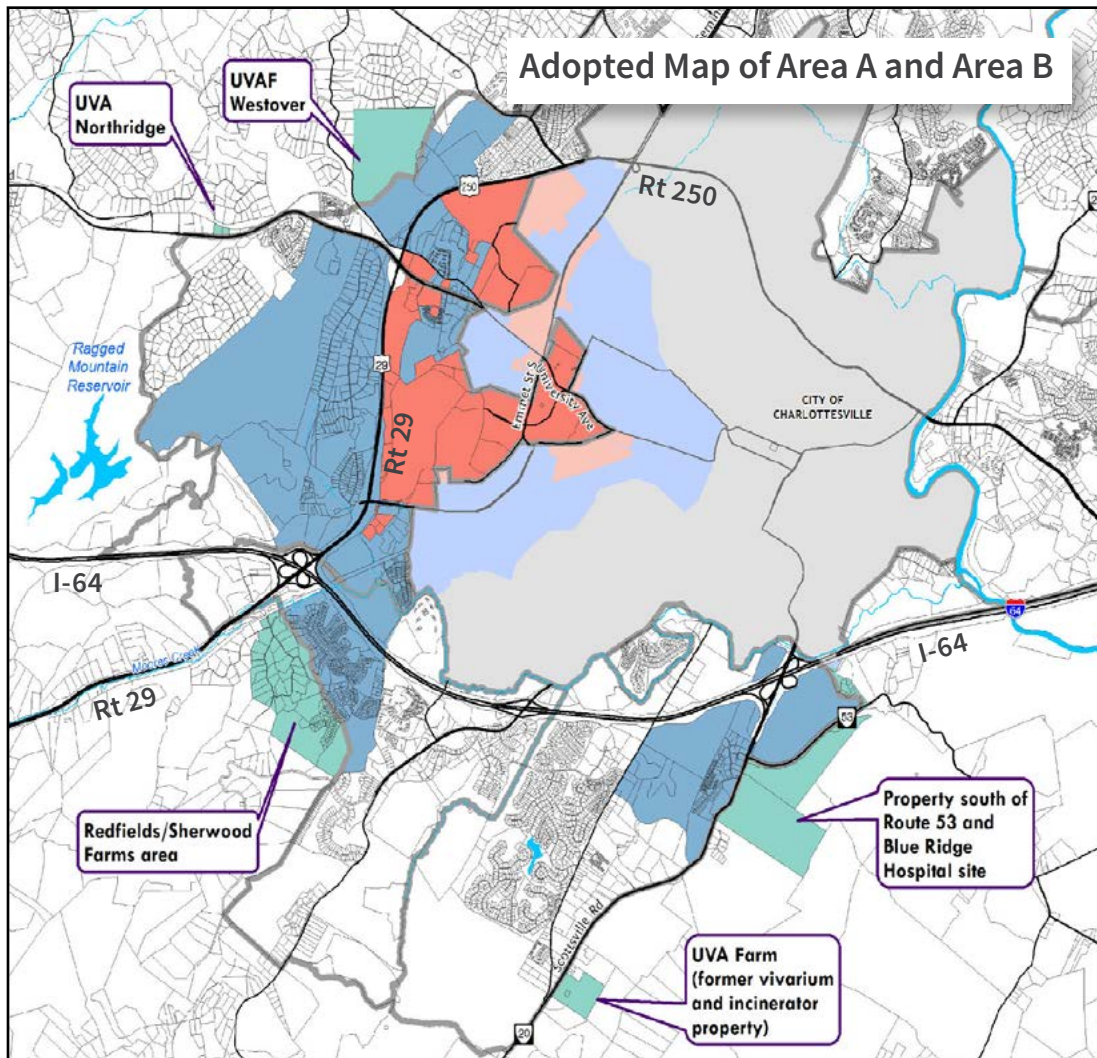 Adopted Map of Area A and Area B
UVAF
Westover
UVA
Northridge
250
Rt 250
Ragged
Mountain
Reservoir
29
Rt 29
Emmet St S
University Ave
CITY OF
CHARLOTTESVILLE
I-64
64
I-64
Moores Creek
Rt 29
53
Redfields/Sherwood
Farms area
Property south of
Route 53 and
Blue Ridge
Hospital site
Scottsville Rd
UVA Farm
(former vivarium
and incinerator
property)
20